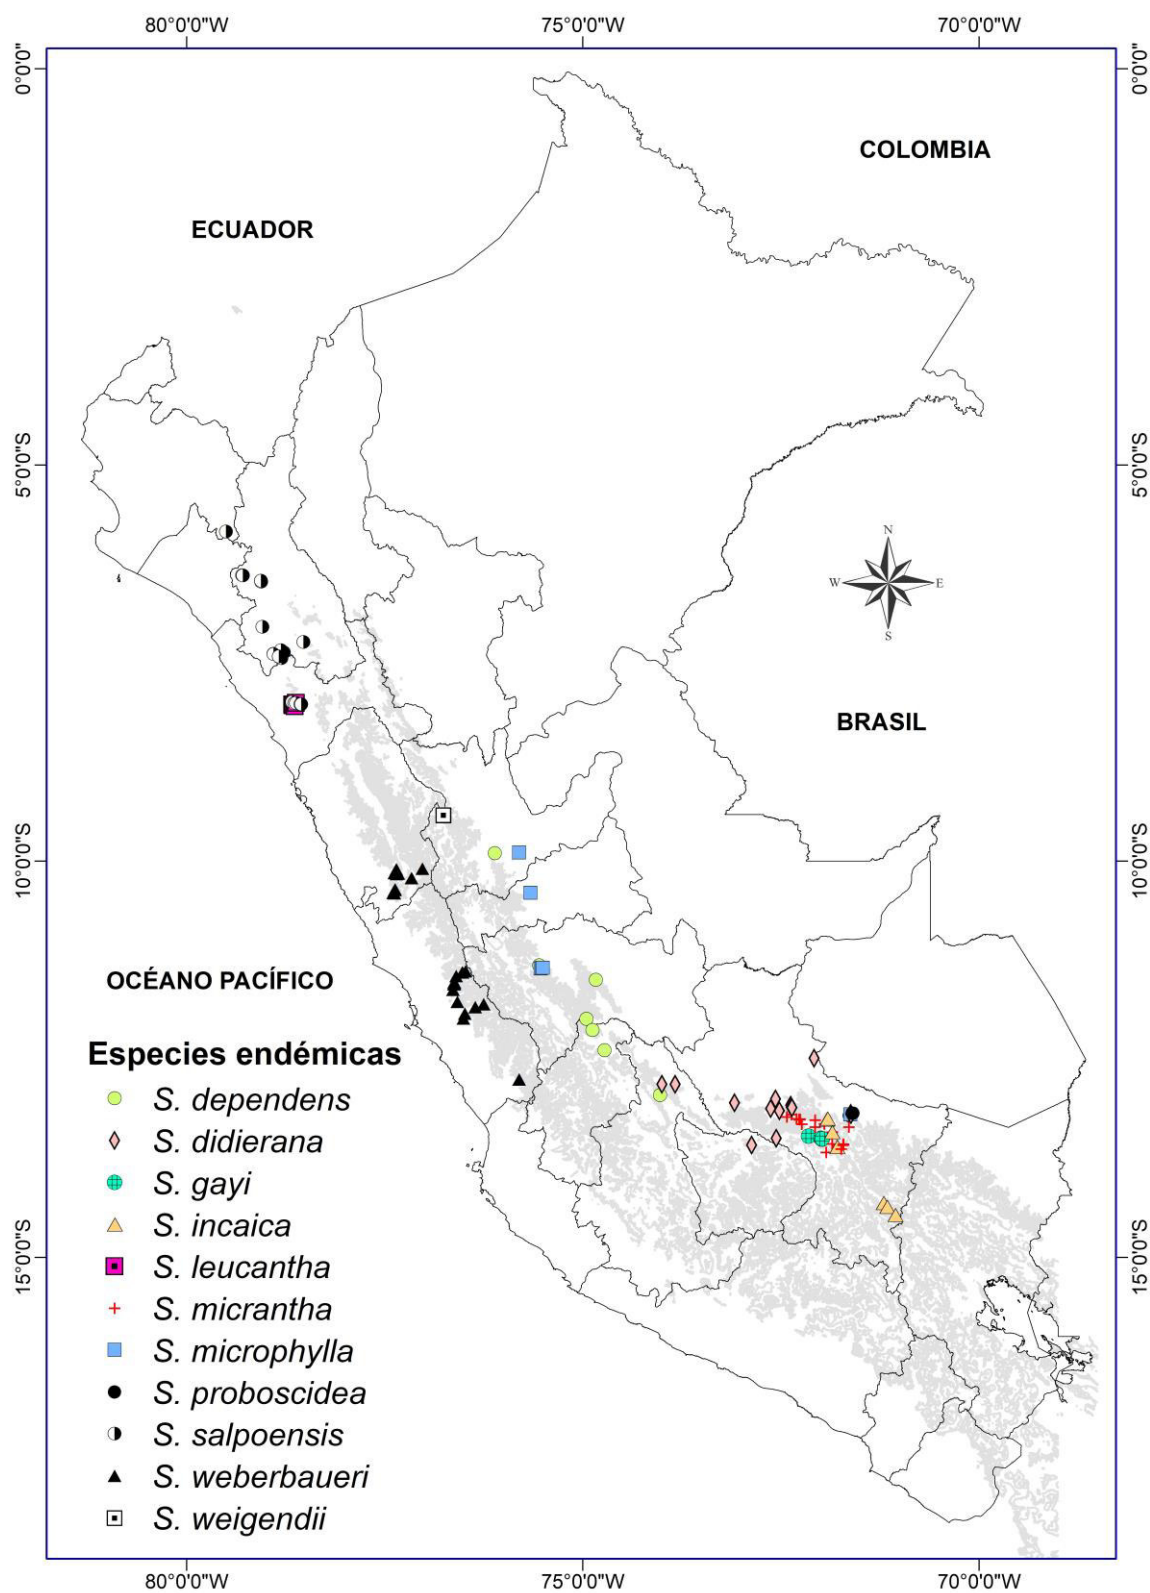 80°0'0"W 75°0'0"W 70°0'0"W
0°0'0"
0°0'0"
COLOMBIA
ECUADOR
5°0'0"S
5°0'0"S
N
W E
S
BRASIL
10°0'0"S
10°0'0"S
OCÉANO PACÍFICO
Especies endémicas
S. dependens
S. didierana
S. gayi
S. incaica
S. leucantha
S. micrantha
S. microphylla
S. proboscidea
S. salpoensis
S. weberbaueri
S. weigendii
15°0'0"S
15°0'0"S
80°0'0"W 75°0'0"W 70°0'0"W